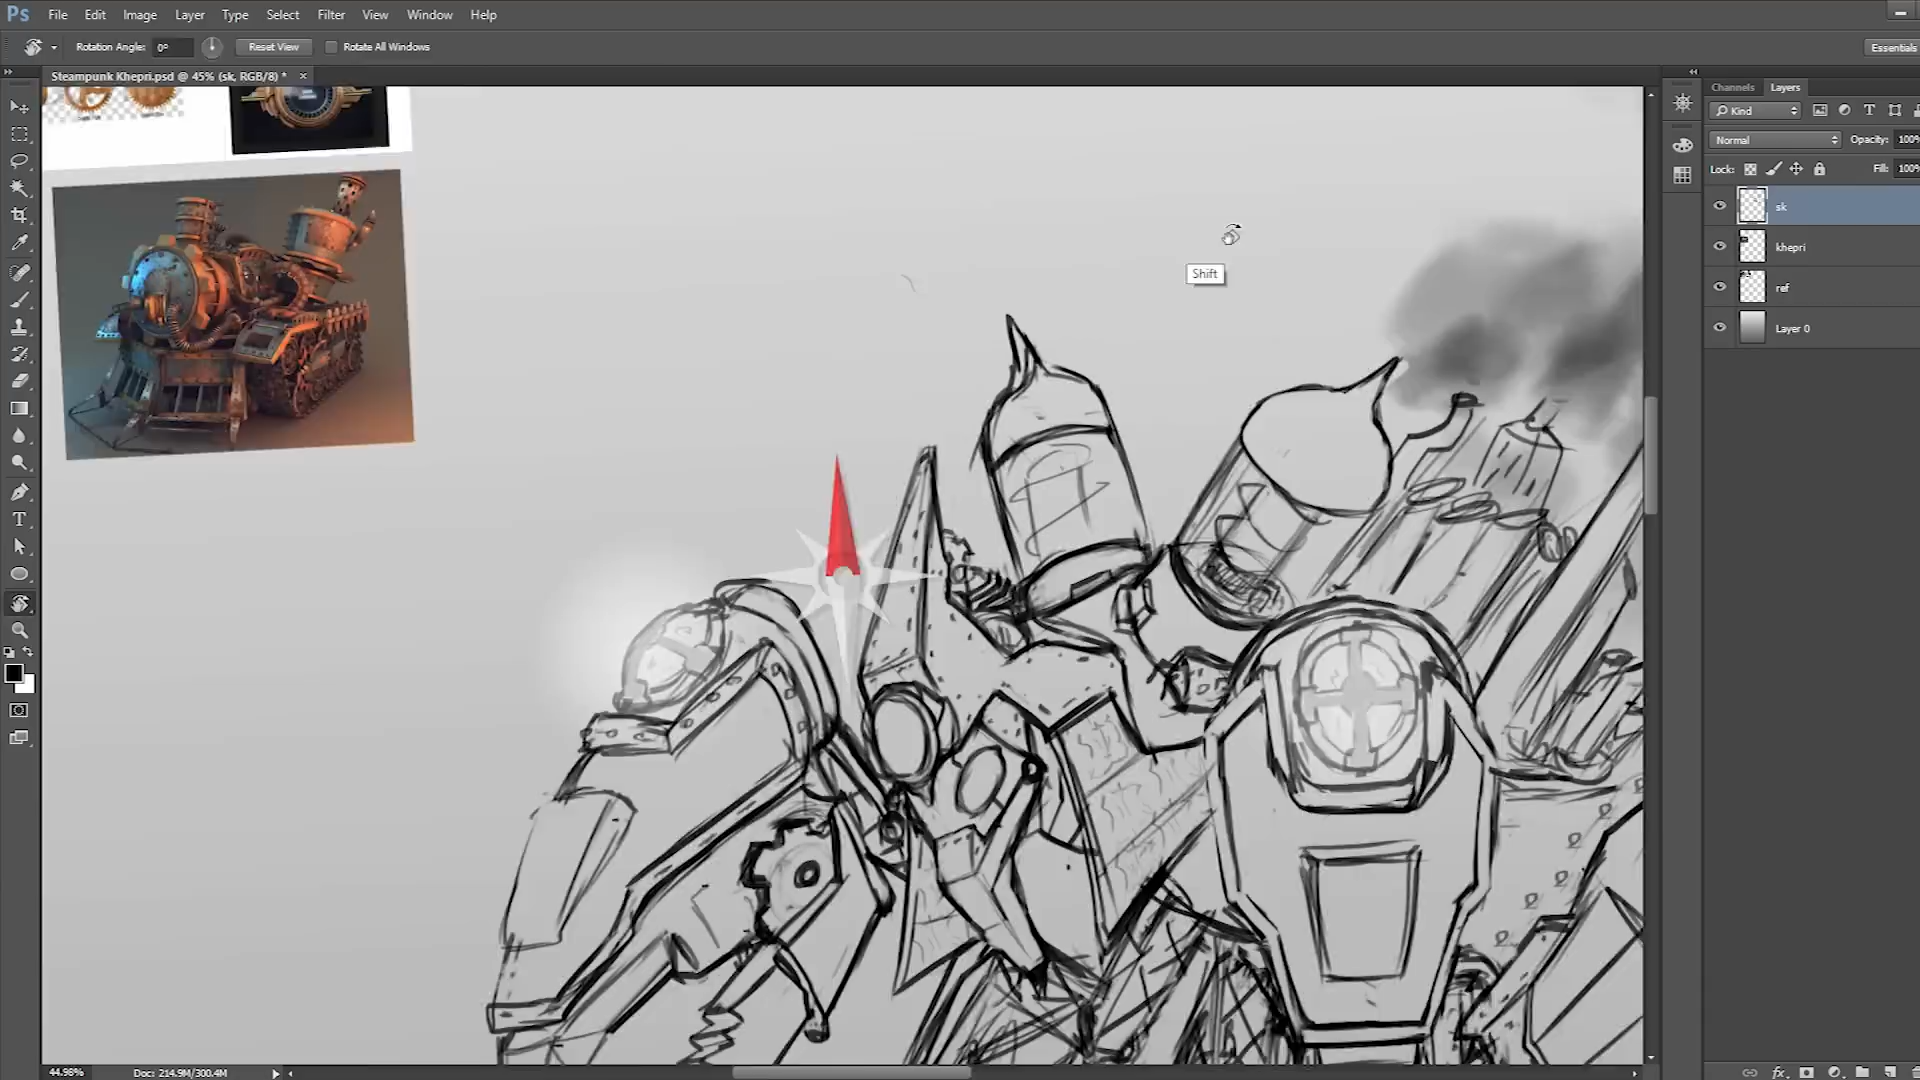 Ps File Edit Image Layer Type Select Filter View Window Help
Rotation Angle: 0° Reset View Rotate All Windows Essentials
Steampunk Khepri.psd @ 45% (sk, RGB/8) * ×
Channels Layers
Kind
Normal Opacity: 100%
Lock: Fill: 100%
sk
khepri
ref
Layer 0
Shift
44.98% Doc: 214.9M/300.4M